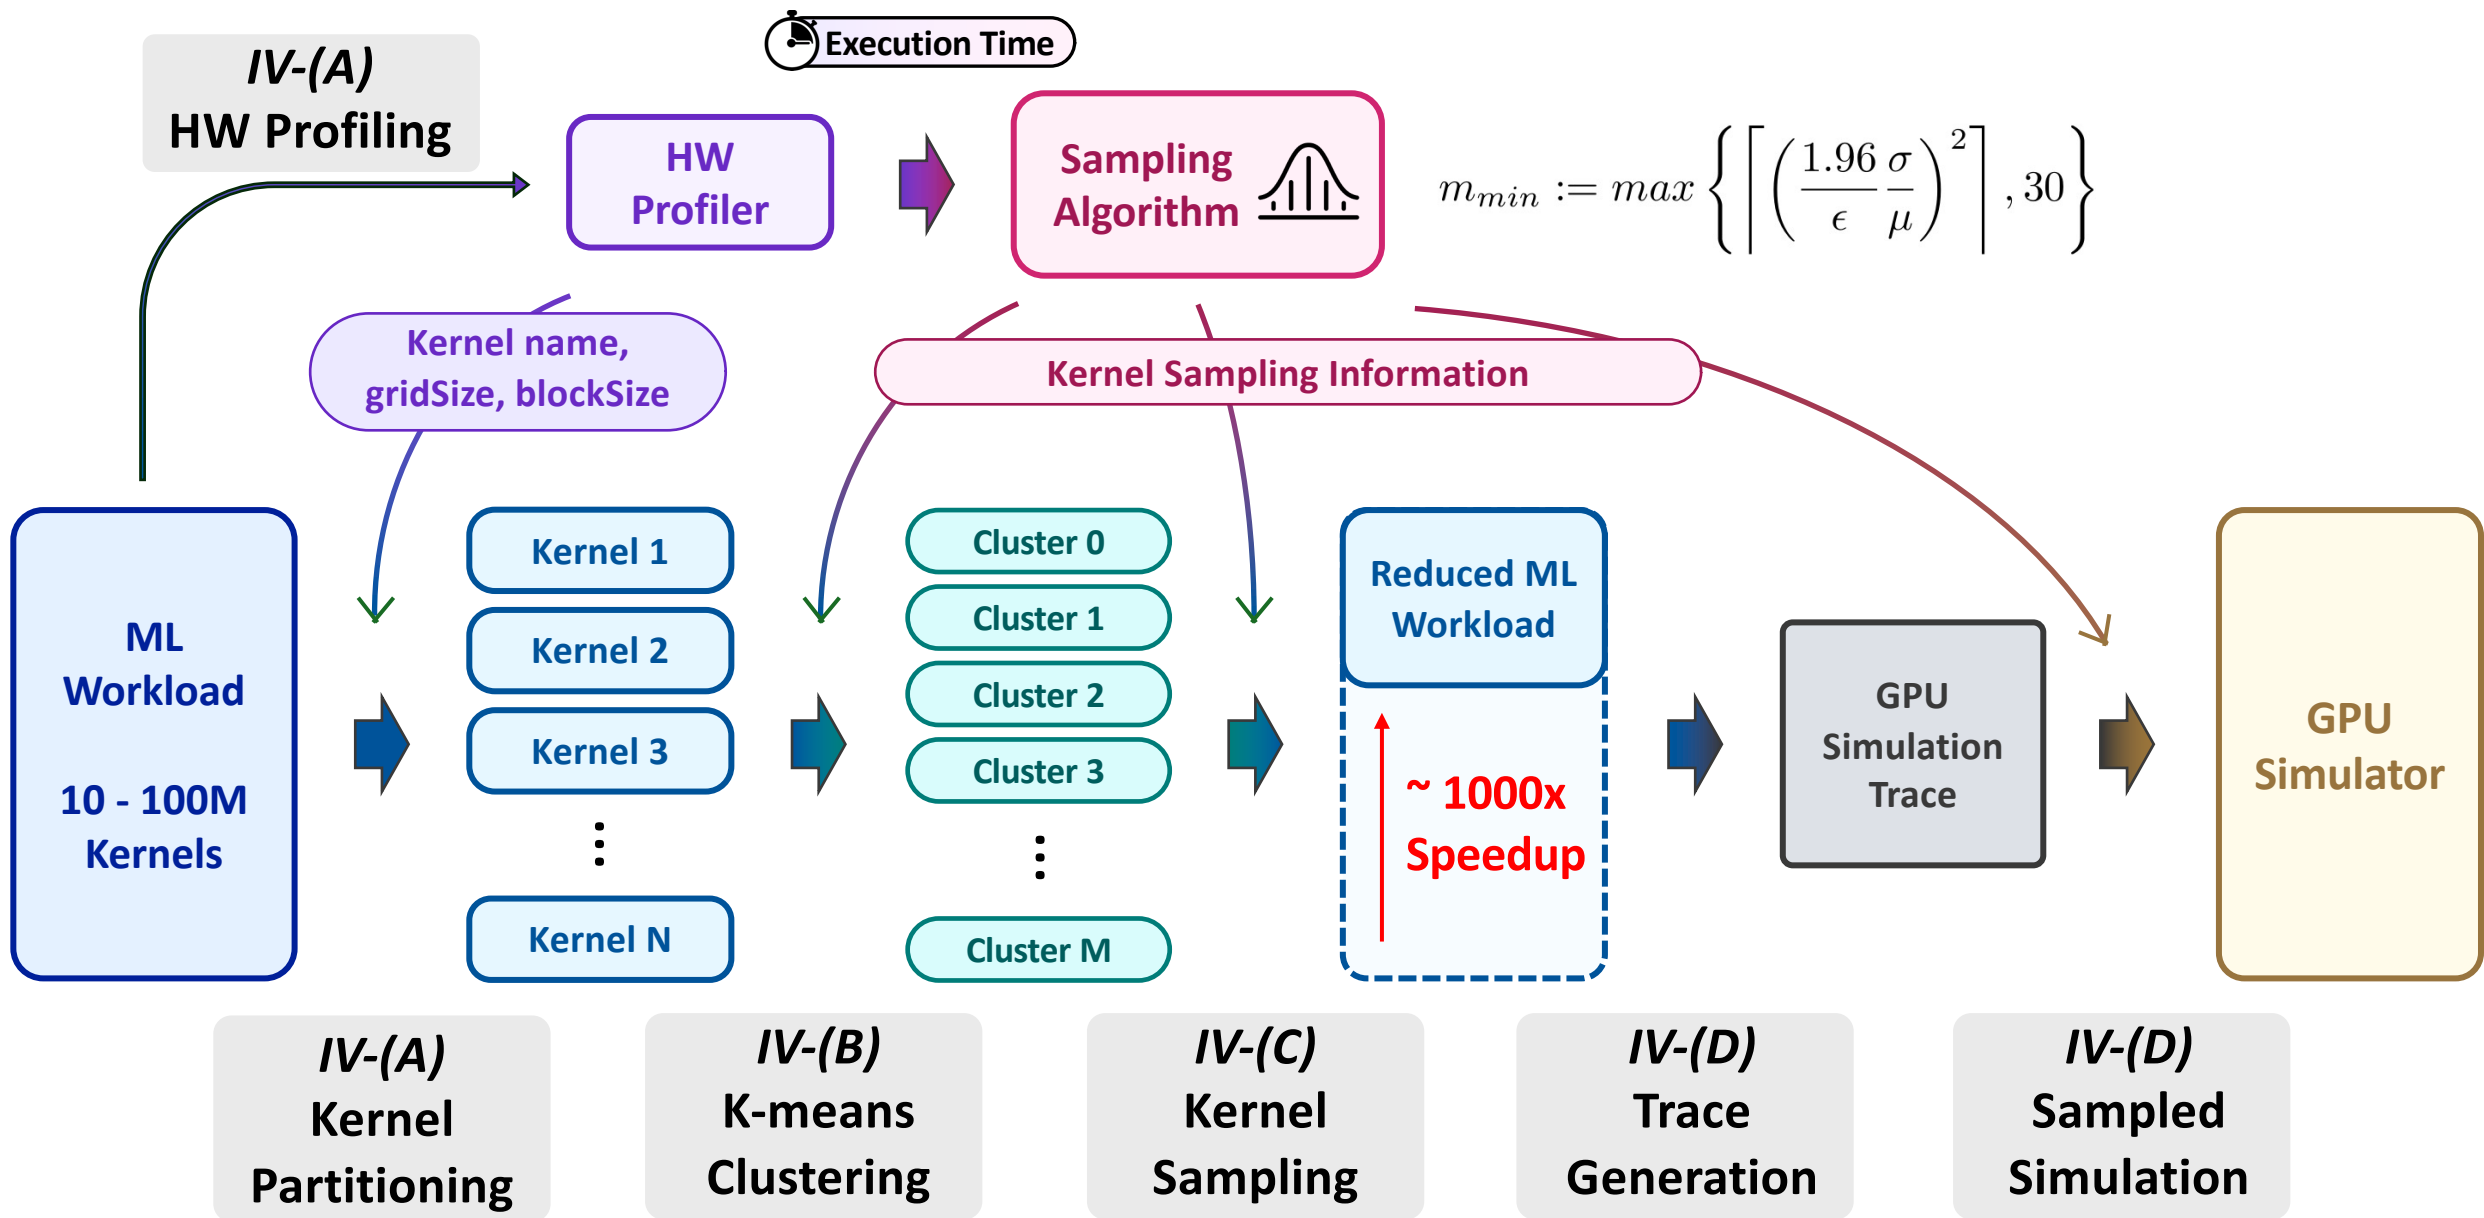 IV-(A)
HW Profiling
Execution Time
HW
Profiler
Sampling
Algorithm
m_{min} := max { ⌈ ( 1.96/ϵ σ/μ )^2 ⌉ , 30 }
Kernel name,
gridSize, blockSize
Kernel Sampling Information
ML
Workload
10 - 100M
Kernels
Kernel 1
Kernel 2
Kernel 3
⋮
Kernel N
Cluster 0
Cluster 1
Cluster 2
Cluster 3
⋮
Cluster M
Reduced ML
Workload
~ 1000x
Speedup
GPU
Simulation
Trace
GPU
Simulator
IV-(A)
Kernel
Partitioning
IV-(B)
K-means
Clustering
IV-(C)
Kernel
Sampling
IV-(D)
Trace
Generation
IV-(D)
Sampled
Simulation